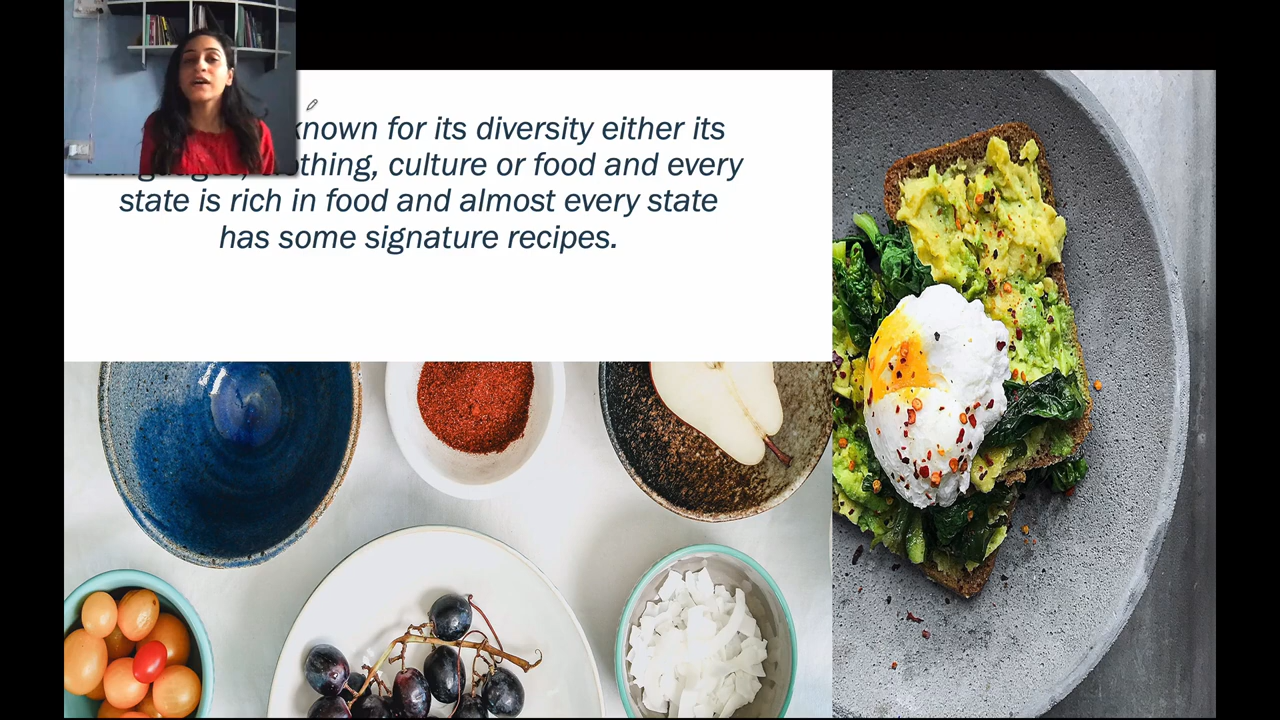 known for its diversity either its
culture or food and every
state is rich in food and almost every state
has some signature recipes.